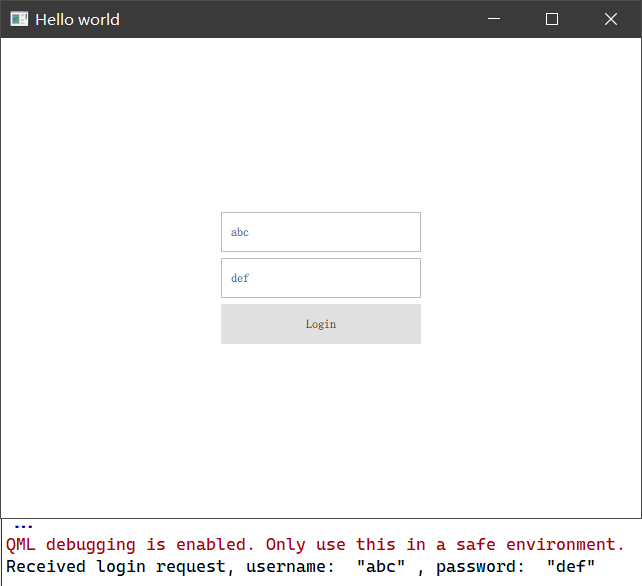 Hello world
abc
def
Login
...
QML debugging is enabled. Only use this in a safe environment.
Received login request, username:  "abc" , password:  "def"